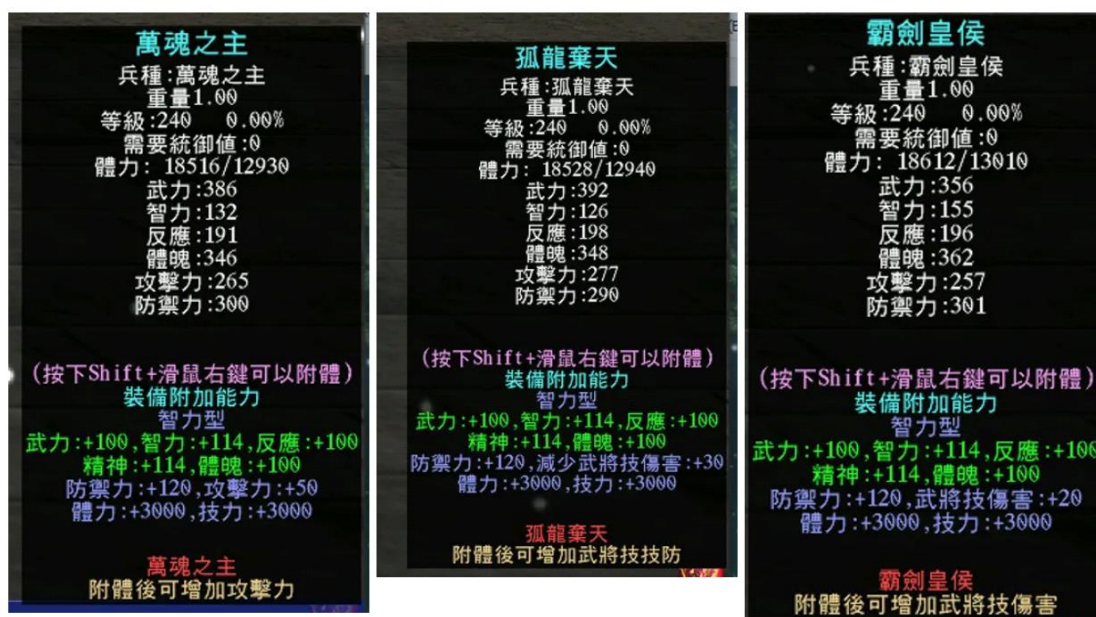 萬魂之主
兵種:萬魂之主
重量1.00
等級:240 0.00%
需要統御值:0
體力: 18516/12930
武力:386
智力:132
反應:191
體魄:346
攻擊力:265
防禦力:300
(按下Shift+滑鼠右鍵可以附體)
裝備附加能力
智力型
武力:+100,智力:+114,反應:+100
精神:+114,體魄:+100
防禦力:+120,攻擊力:+50
體力:+3000,技力:+3000
萬魂之主
附體後可增加攻擊力
孤龍棄天
兵種:孤龍棄天
重量1.00
等級:240 0.00%
需要統御值:0
體力: 18528/12940
武力:392
智力:126
反應:198
體魄:348
攻擊力:277
防禦力:290
(按下Shift+滑鼠右鍵可以附體)
裝備附加能力
智力型
武力:+100,智力:+114,反應:+100
精神:+114,體魄:+100
防禦力:+120,減少武將技傷害:+30
體力:+3000,技力:+3000
孤龍棄天
附體後可增加武將技技防
霸劍皇侯
兵種:霸劍皇侯
重量1.00
等級:240 0.00%
需要統御值:0
體力: 18612/13010
武力:356
智力:155
反應:196
體魄:362
攻擊力:257
防禦力:301
(按下Shift+滑鼠右鍵可以附體)
裝備附加能力
智力型
武力:+100,智力:+114,反應:+100
精神:+114,體魄:+100
防禦力:+120,武將技傷害:+20
體力:+3000,技力:+3000
霸劍皇侯
附體後可增加武將技傷害